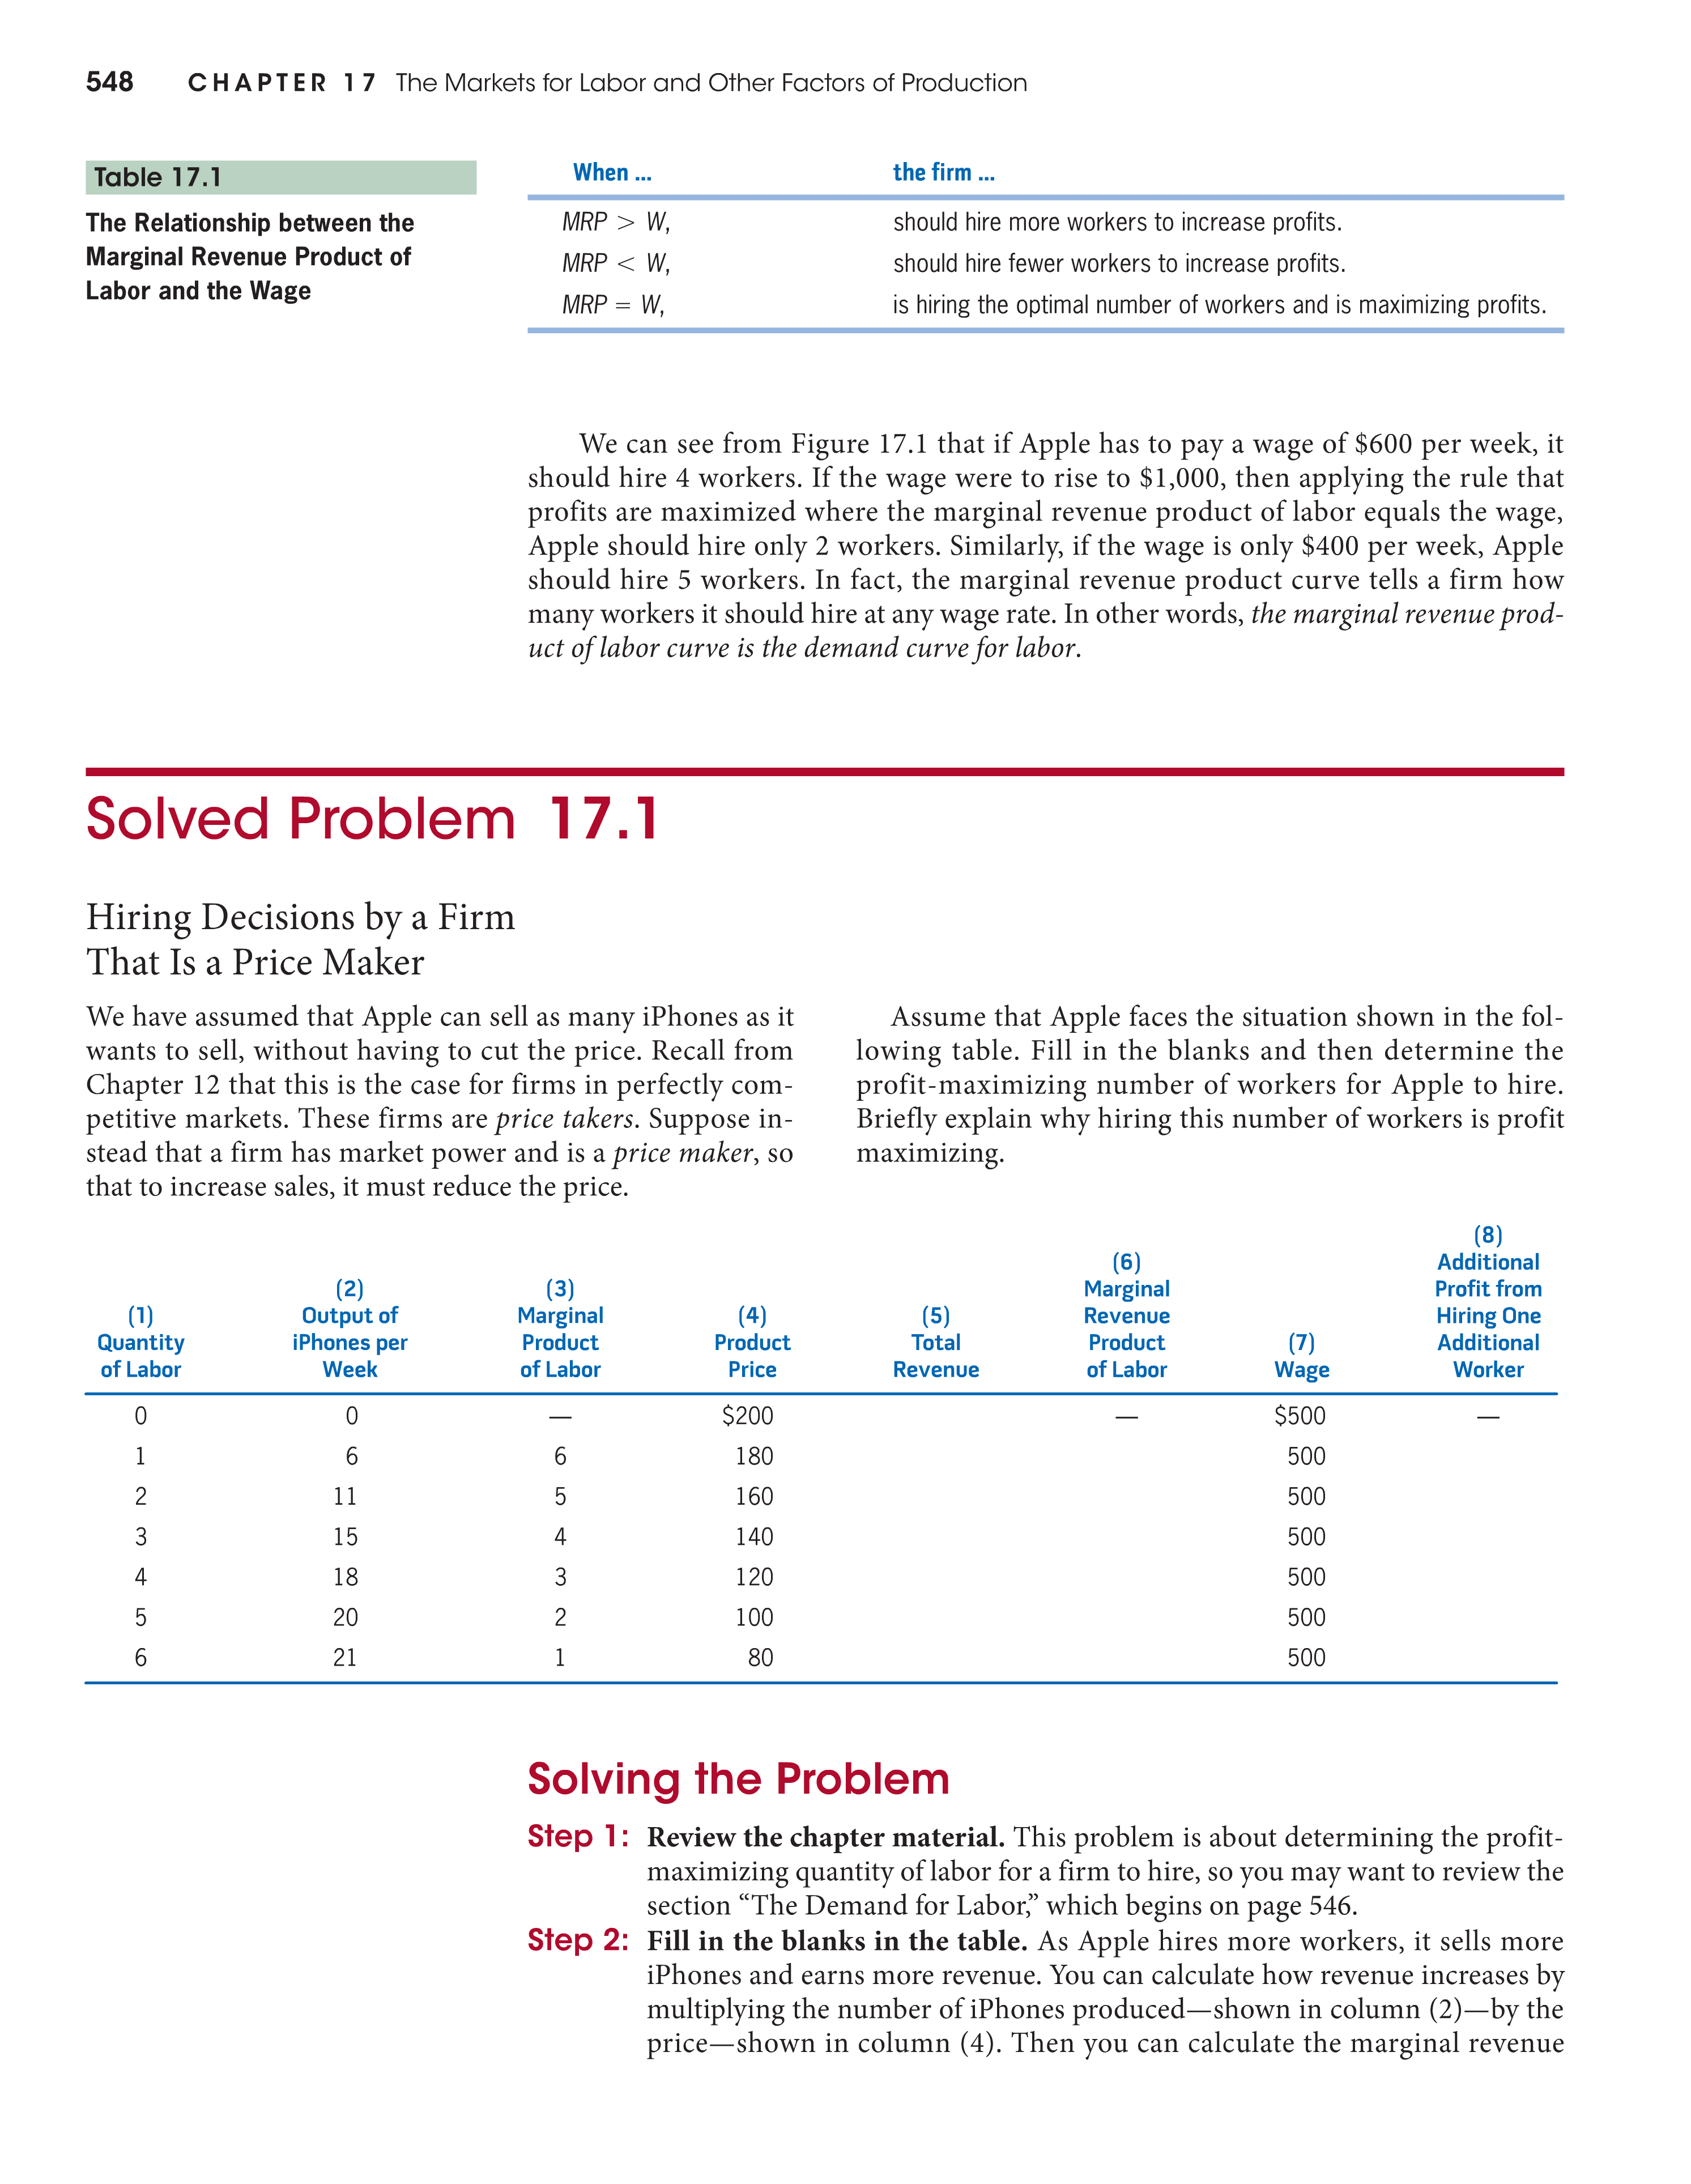 548 CHAPTER 17 The Markets for Labor and Other Factors of Production
Table 17.1
The Relationship between the
Marginal Revenue Product of
Labor and the Wage
When ... the firm ...
MRP > W, should hire more workers to increase profits.
MRP < W, should hire fewer workers to increase profits.
MRP = W, is hiring the optimal number of workers and is maximizing profits.
We can see from Figure 17.1 that if Apple has to pay a wage of $600 per week, it
should hire 4 workers. If the wage were to rise to $1,000, then applying the rule that
profits are maximized where the marginal revenue product of labor equals the wage,
Apple should hire only 2 workers. Similarly, if the wage is only $400 per week, Apple
should hire 5 workers. In fact, the marginal revenue product curve tells a firm how
many workers it should hire at any wage rate. In other words, the marginal revenue prod-
uct of labor curve is the demand curve for labor.
Solved Problem 17.1
Hiring Decisions by a Firm
That Is a Price Maker
We have assumed that Apple can sell as many iPhones as it
wants to sell, without having to cut the price. Recall from
Chapter 12 that this is the case for firms in perfectly com-
petitive markets. These firms are price takers. Suppose in-
stead that a firm has market power and is a price maker, so
that to increase sales, it must reduce the price.
Assume that Apple faces the situation shown in the fol-
lowing table. Fill in the blanks and then determine the
profit-maximizing number of workers for Apple to hire.
Briefly explain why hiring this number of workers is profit
maximizing.
(1)
Quantity
of Labor
(2)
Output of
iPhones per
Week
(3)
Marginal
Product
of Labor
(4)
Product
Price
(5)
Total
Revenue
(6)
Marginal
Revenue
Product
of Labor
(7)
Wage
(8)
Additional
Profit from
Hiring One
Additional
Worker
0 0 — $200 — $500 —
1 6 6 180 500
2 11 5 160 500
3 15 4 140 500
4 18 3 120 500
5 20 2 100 500
6 21 1 80 500
Solving the Problem
Step 1: Review the chapter material. This problem is about determining the profit-
maximizing quantity of labor for a firm to hire, so you may want to review the
section “The Demand for Labor,” which begins on page 546.
Step 2: Fill in the blanks in the table. As Apple hires more workers, it sells more
iPhones and earns more revenue. You can calculate how revenue increases by
multiplying the number of iPhones produced—shown in column (2)—by the
price—shown in column (4). Then you can calculate the marginal revenue